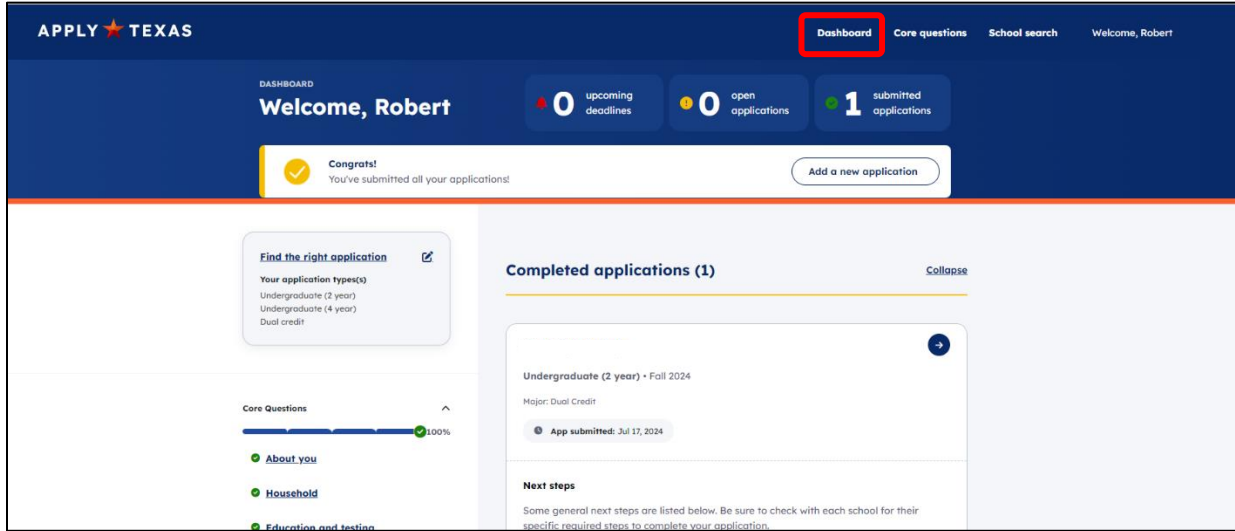 APPLY TEXAS
Dashboard
Core questions
School search
Welcome, Robert
DASHBOARD
Welcome, Robert
0 upcoming
deadlines
0 open
applications
1 submitted
applications
Congrats!
You've submitted all your applications!
Add a new application
Find the right application
Your application types(s)
Undergraduate (2 year)
Undergraduate (4 year)
Dual credit
Core Questions
100%
About you
Household
Education and testing
Completed applications (1)
Collapse
Undergraduate (2 year) • Fall 2024
Major: Dual Credit
App submitted: Jul 17, 2024
Next steps
Some general next steps are listed below. Be sure to check with each school for their
specific required steps to complete your application.